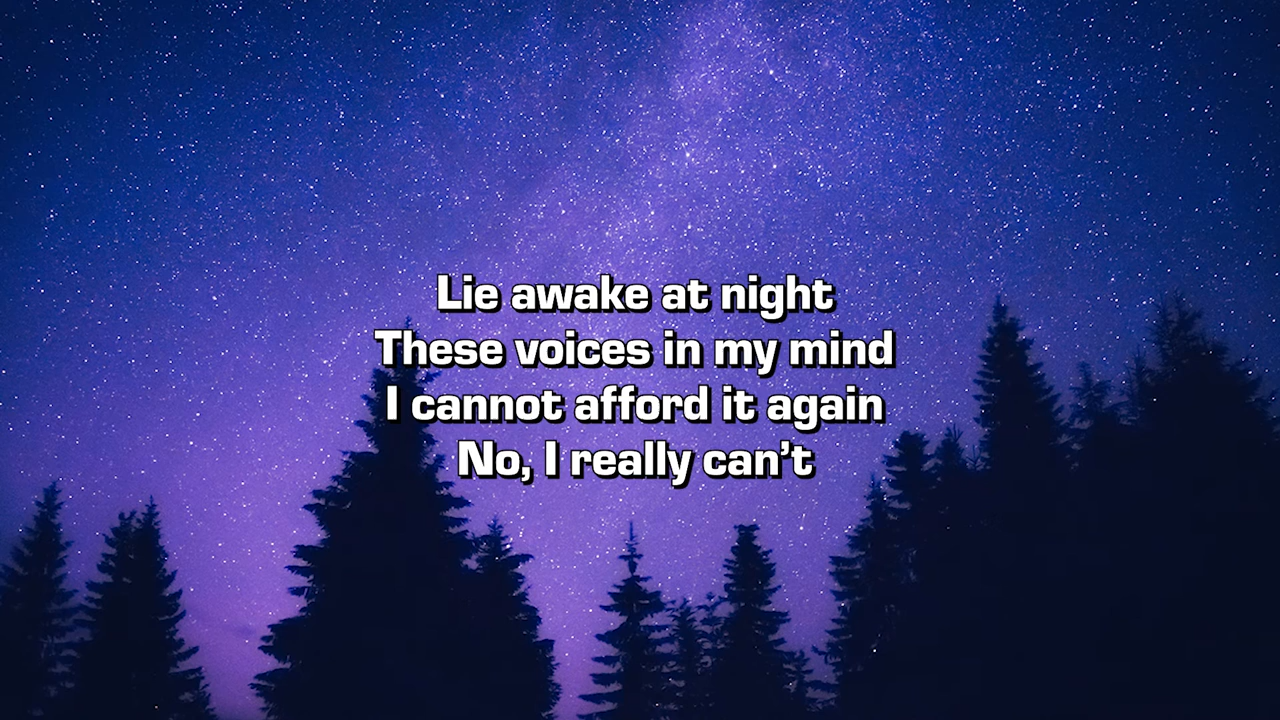 Lie awake at night
These voices in my mind
I cannot afford it again
No, I really can’t